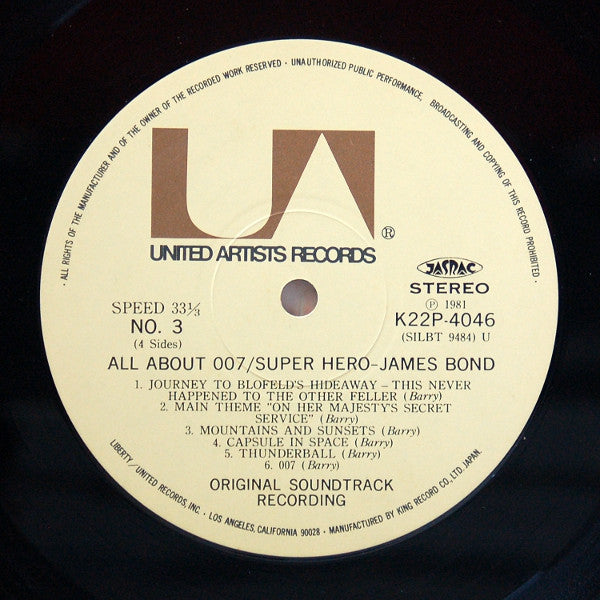 · ALL RIGHTS OF THE MANUFACTURER AND OF THE OWNER OF THE RECORDED WORK RESERVED · UNAUTHORIZED PUBLIC PERFORMANCE, BROADCASTING AND COPYING OF THIS RECORD PROHIBITED ·
UA
®
UNITED ARTISTS RECORDS
JASRAC
STEREO
SPEED 33⅓
℗ 1981
NO. 3
K22P-4046
(4 Sides)
(SILBT 9484) U
ALL ABOUT 007/SUPER HERO-JAMES BOND
1. JOURNEY TO BLOFELD'S HIDEAWAY – THIS NEVER
HAPPENED TO THE OTHER FELLER (Barry)
2. MAIN THEME "ON HER MAJESTY'S SECRET
SERVICE" (Barry)
3. MOUNTAINS AND SUNSETS (Barry)
4. CAPSULE IN SPACE (Barry)
5. THUNDERBALL (Barry)
6. 007 (Barry)
ORIGINAL SOUNDTRACK
RECORDING
LIBERTY/UNITED RECORDS, INC. · LOS ANGELES, CALIFORNIA 90028 · MANUFACTURED BY KING RECORD CO., LTD. JAPAN.